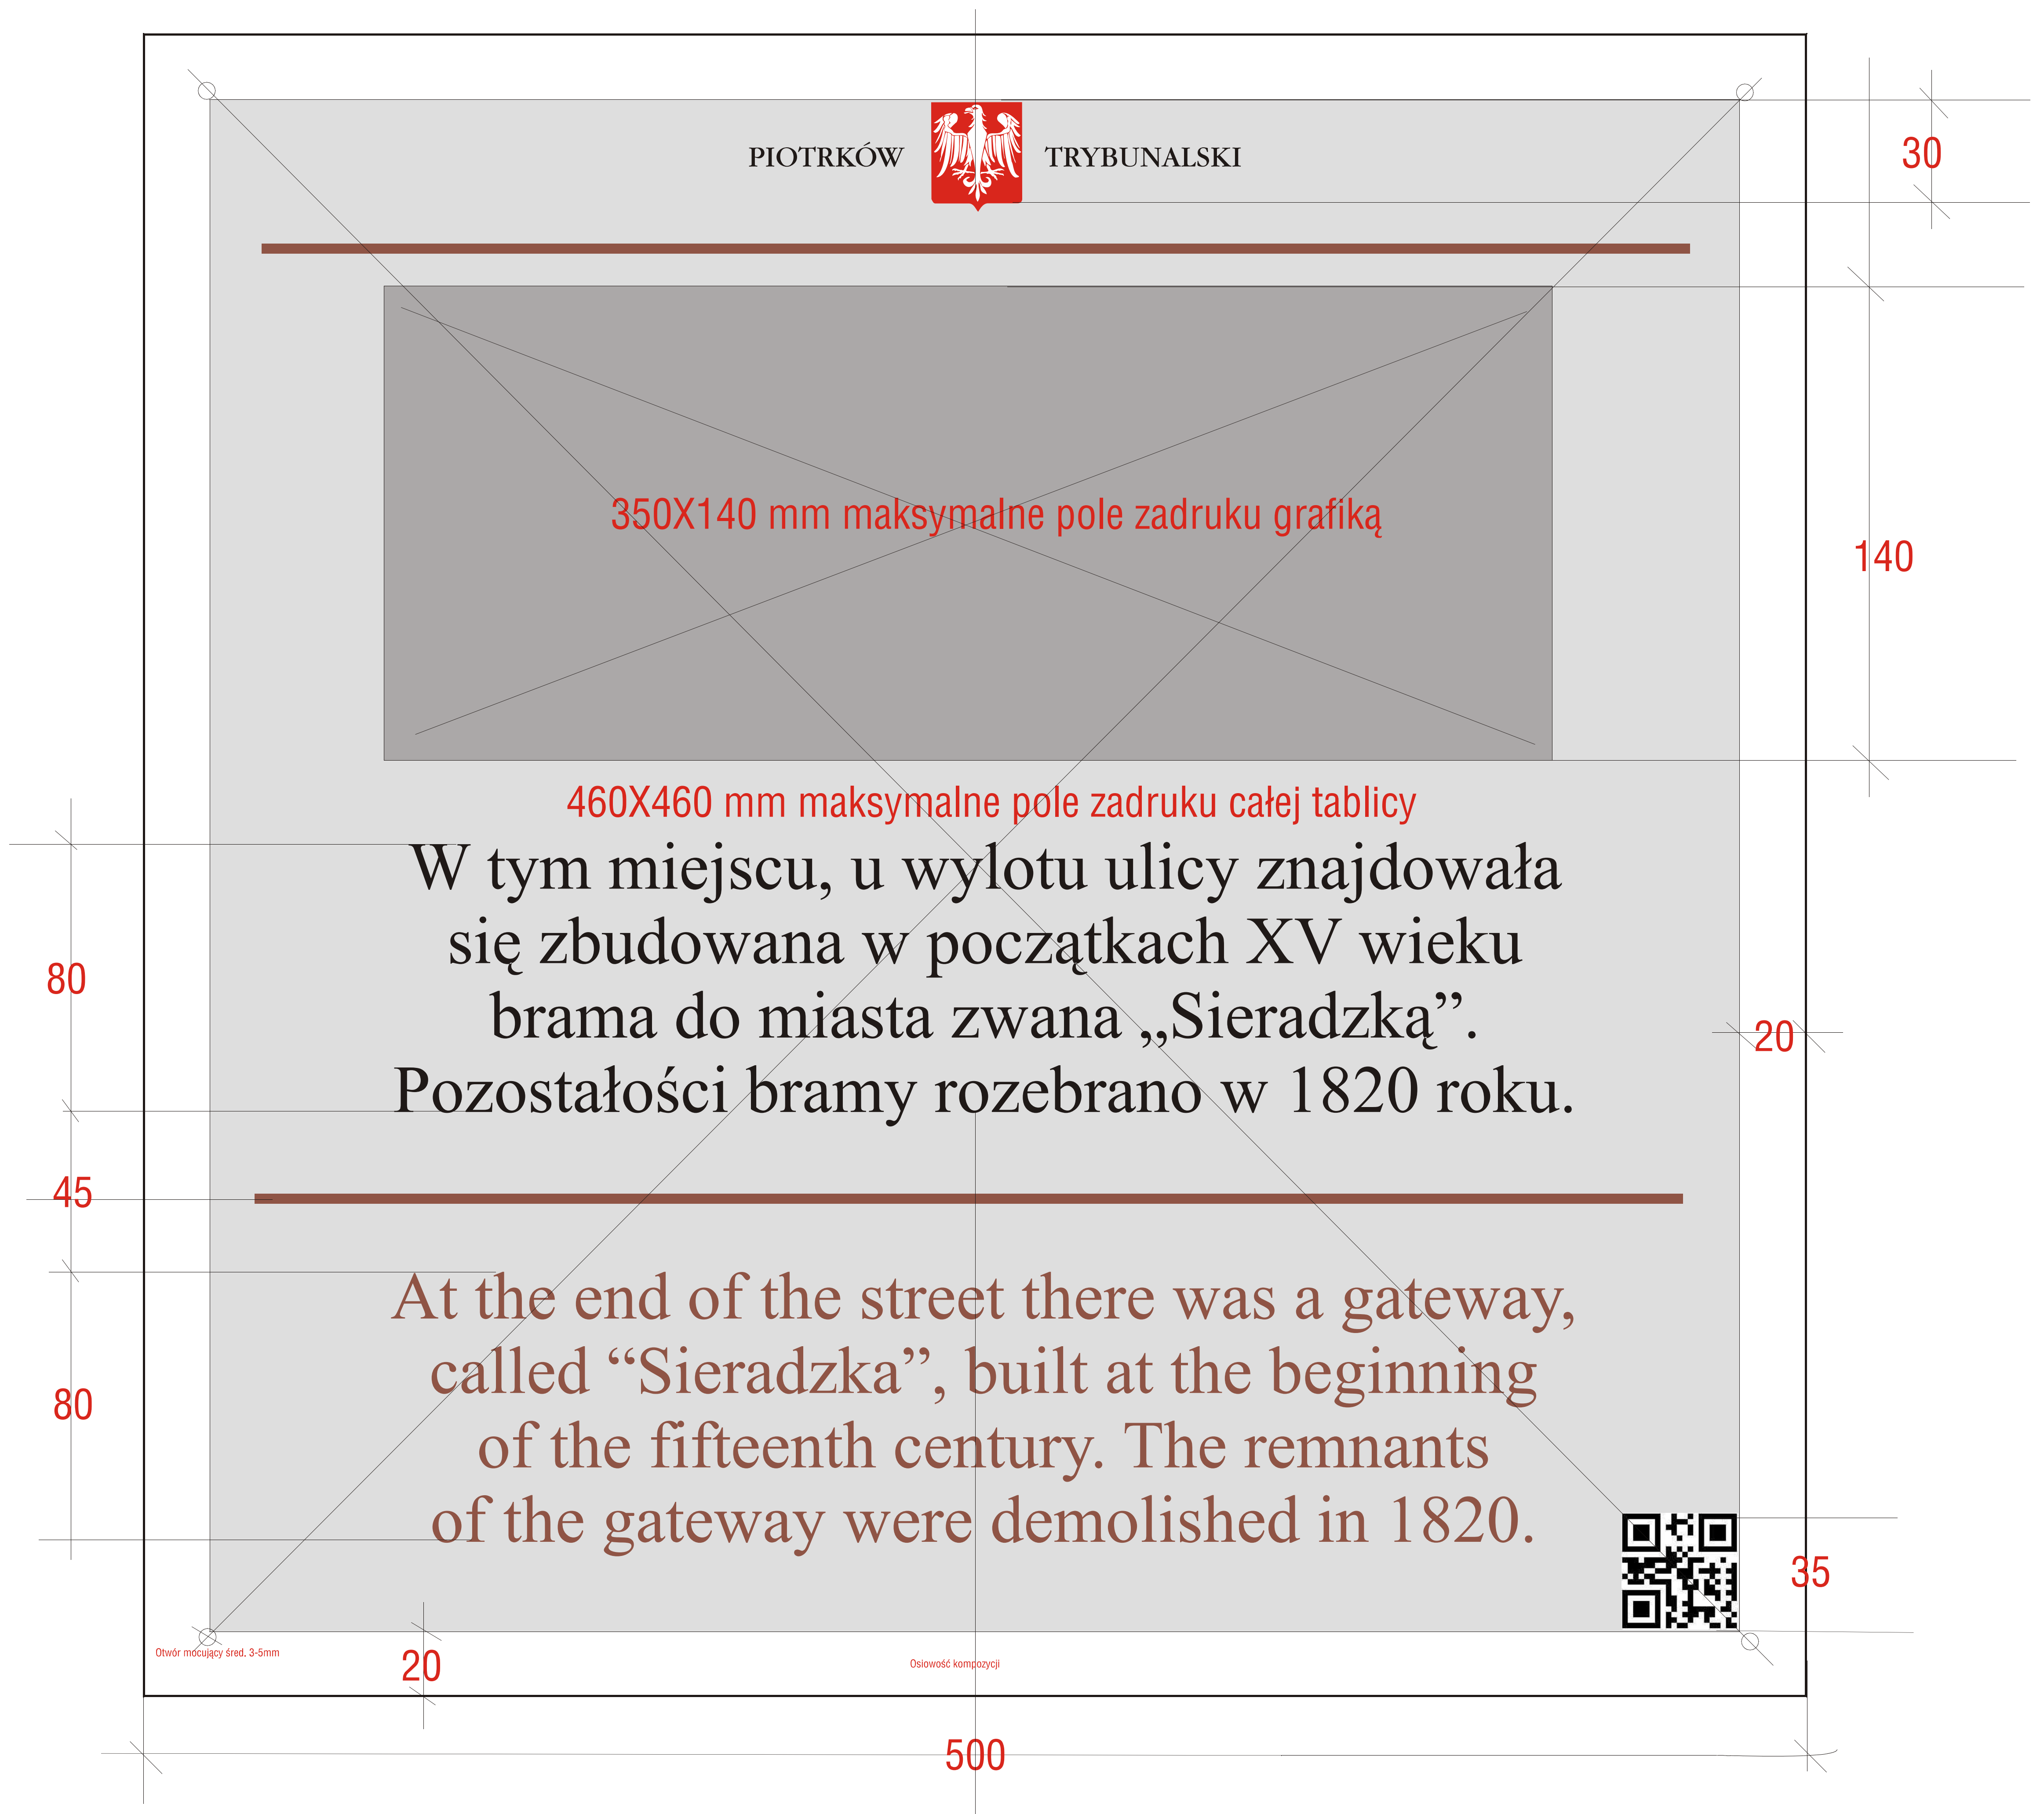 PIOTRKÓW TRYBUNALSKI
30
350X140 mm maksymalne pole zadruku grafiką
140
460X460 mm maksymalne pole zadruku całej tablicy
W tym miejscu, u wylotu ulicy znajdowała
się zbudowana w początkach XV wieku
80
brama do miasta zwana „Sieradzką”.
20
Pozostałości bramy rozebrano w 1820 roku.
45
At the end of the street there was a gateway,
called “Sieradzka”, built at the beginning
80
of the fifteenth century. The remnants
of the gateway were demolished in 1820.
35
Otwór mocujący śred. 3-5mm
20
Osiowość kompozycji
500